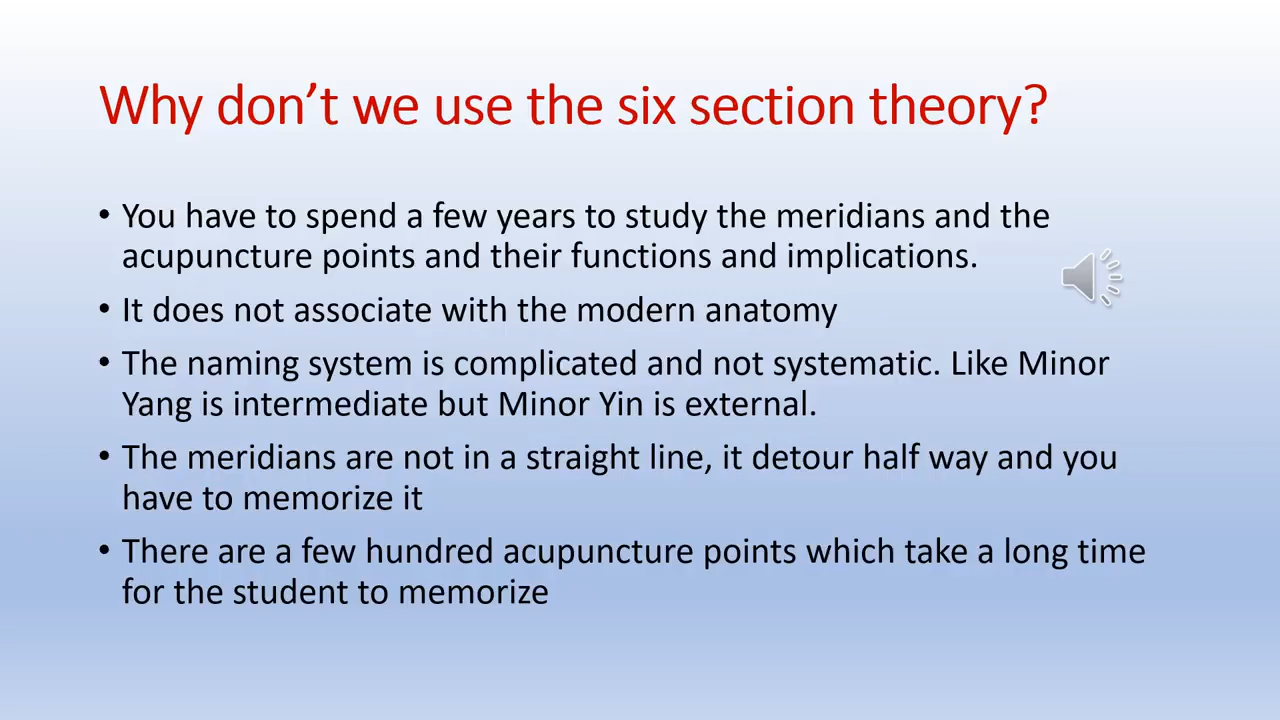 Why don’t we use the six section theory?
• You have to spend a few years to study the meridians and the
acupuncture points and their functions and implications.
• It does not associate with the modern anatomy
• The naming system is complicated and not systematic. Like Minor
Yang is intermediate but Minor Yin is external.
• The meridians are not in a straight line, it detour half way and you
have to memorize it
• There are a few hundred acupuncture points which take a long time
for the student to memorize